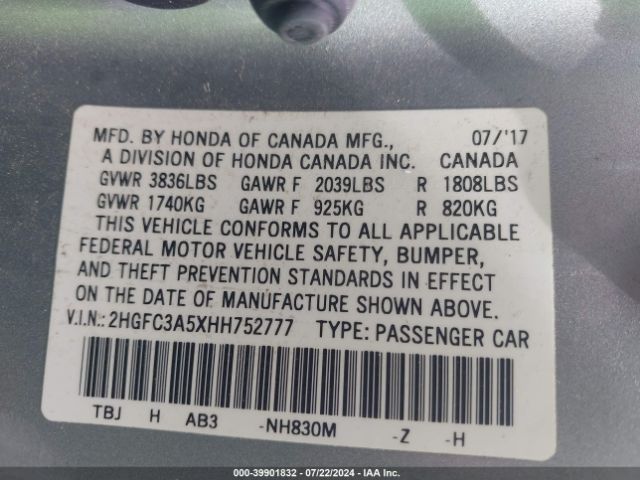 MFD. BY HONDA OF CANADA MFG., 07/'17
A DIVISION OF HONDA CANADA INC. CANADA
GVWR 3836LBS GAWR F 2039LBS R 1808LBS
GVWR 1740KG GAWR F 925KG R 820KG
THIS VEHICLE CONFORMS TO ALL APPLICABLE
FEDERAL MOTOR VEHICLE SAFETY, BUMPER,
AND THEFT PREVENTION STANDARDS IN EFFECT
ON THE DATE OF MANUFACTURE SHOWN ABOVE.
V.I.N.: 2HGFC3A5XHH752777 TYPE: PASSENGER CAR
TBJ H AB3 -NH830M -Z -H
000-39901832 - 07/22/2024 - IAA Inc.